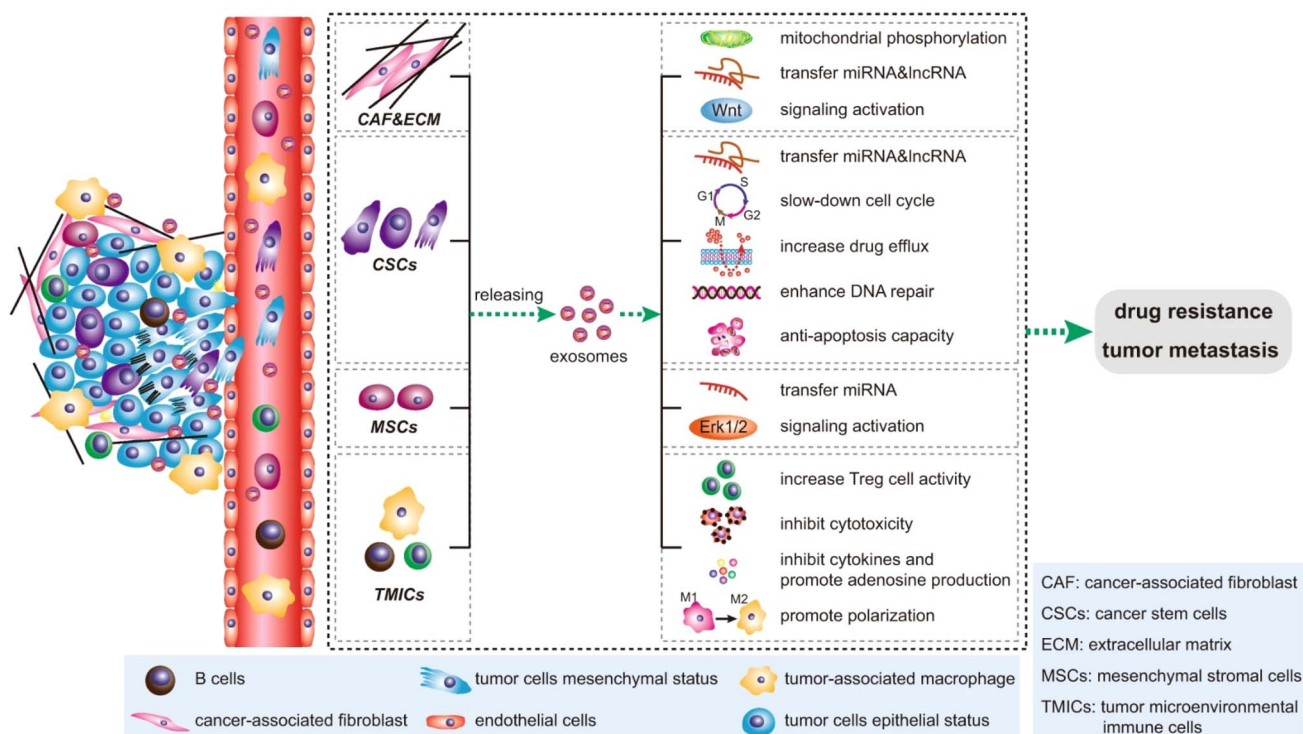 CAF&ECM
CSCs
MSCs
TMICs
releasing
exosomes
mitochondrial phosphorylation
transfer miRNA&lncRNA
Wnt
signaling activation
transfer miRNA&lncRNA
G1
S
G2
M
slow-down cell cycle
increase drug efflux
enhance DNA repair
anti-apoptosis capacity
transfer miRNA
Erk1/2
signaling activation
increase Treg cell activity
inhibit cytotoxicity
inhibit cytokines and
promote adenosine production
M1
M2
promote polarization
drug resistance
tumor metastasis
B cells
tumor cells mesenchymal status
tumor-associated macrophage
cancer-associated fibroblast
endothelial cells
tumor cells epithelial status
CAF: cancer-associated fibroblast
CSCs: cancer stem cells
ECM: extracellular matrix
MSCs: mesenchymal stromal cells
TMICs: tumor microenvironmental
immune cells